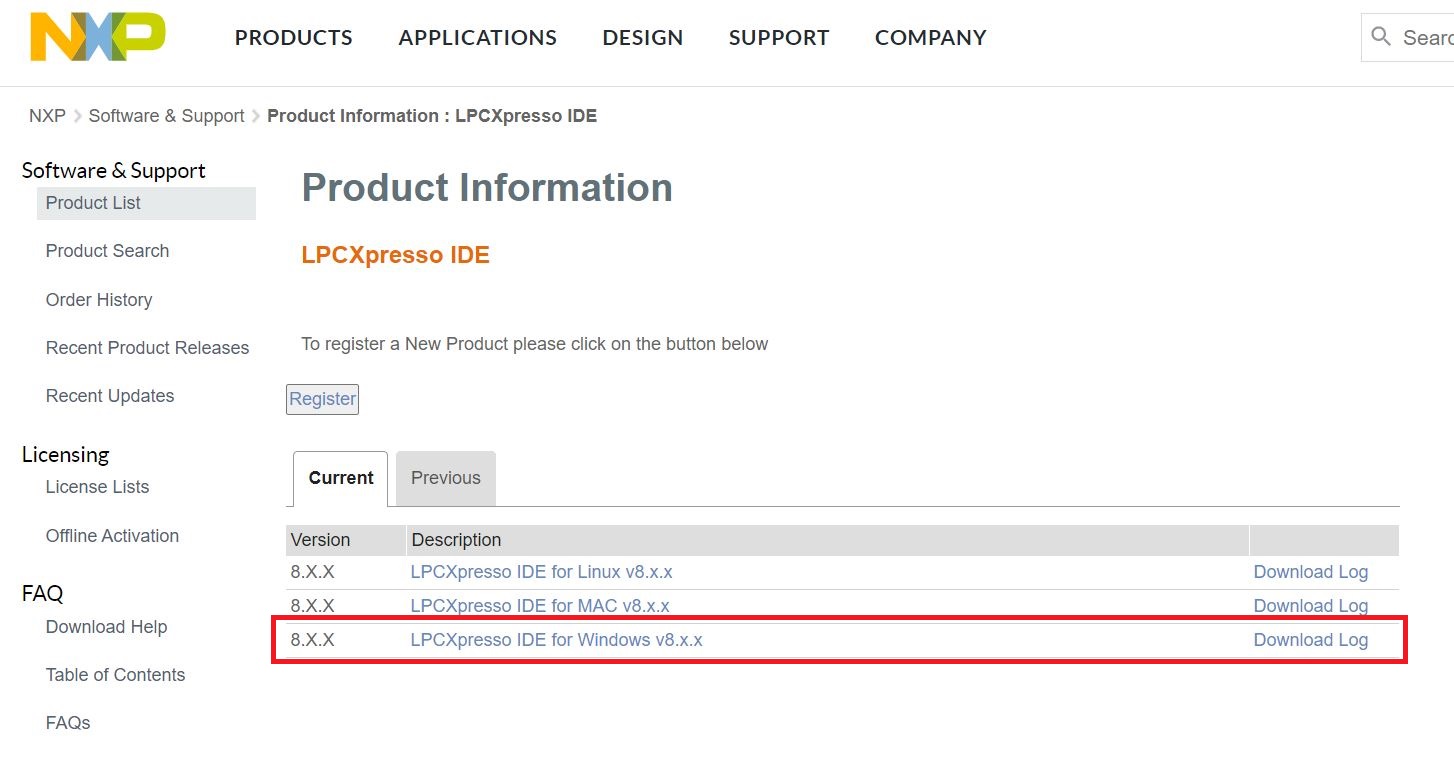 NXP
PRODUCTS APPLICATIONS DESIGN SUPPORT COMPANY
NXP Software & Support Product Information : LPCXpresso IDE
Software & Support
Product List
Product Search
Order History
Recent Product Releases
Recent Updates
Licensing
License Lists
Offline Activation
FAQ
Download Help
Table of Contents
FAQs
Product Information
LPCXpresso IDE
To register a New Product please click on the button below
Register
Current Previous
Version Description
8.X.X LPCXpresso IDE for Linux v8.x.x Download Log
8.X.X LPCXpresso IDE for MAC v8.x.x Download Log
8.X.X LPCXpresso IDE for Windows v8.x.x Download Log